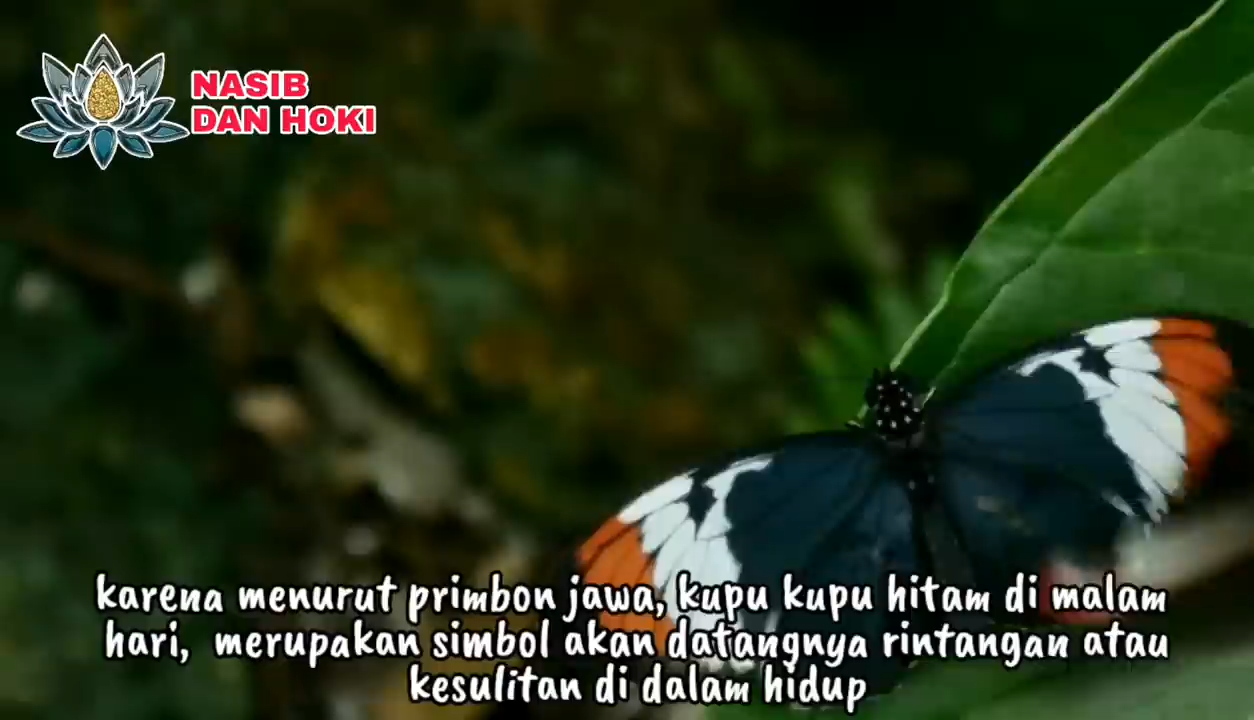 NASIB
DAN HOKI
karena menurut primbon jawa, kupu kupu hitam di malam
hari, merupakan simbol akan datangnya rintangan atau
kesulitan di dalam hidup